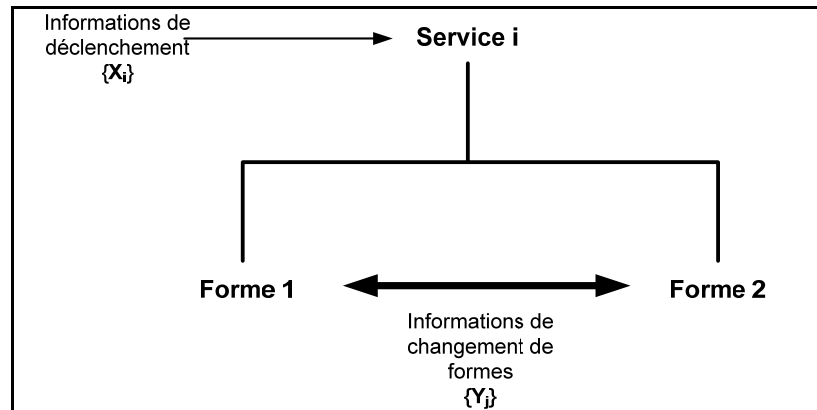 Informations de
déclenchement
{Xi}
Service i
Forme 1
Forme 2
Informations de
changement de
formes
{Yj}